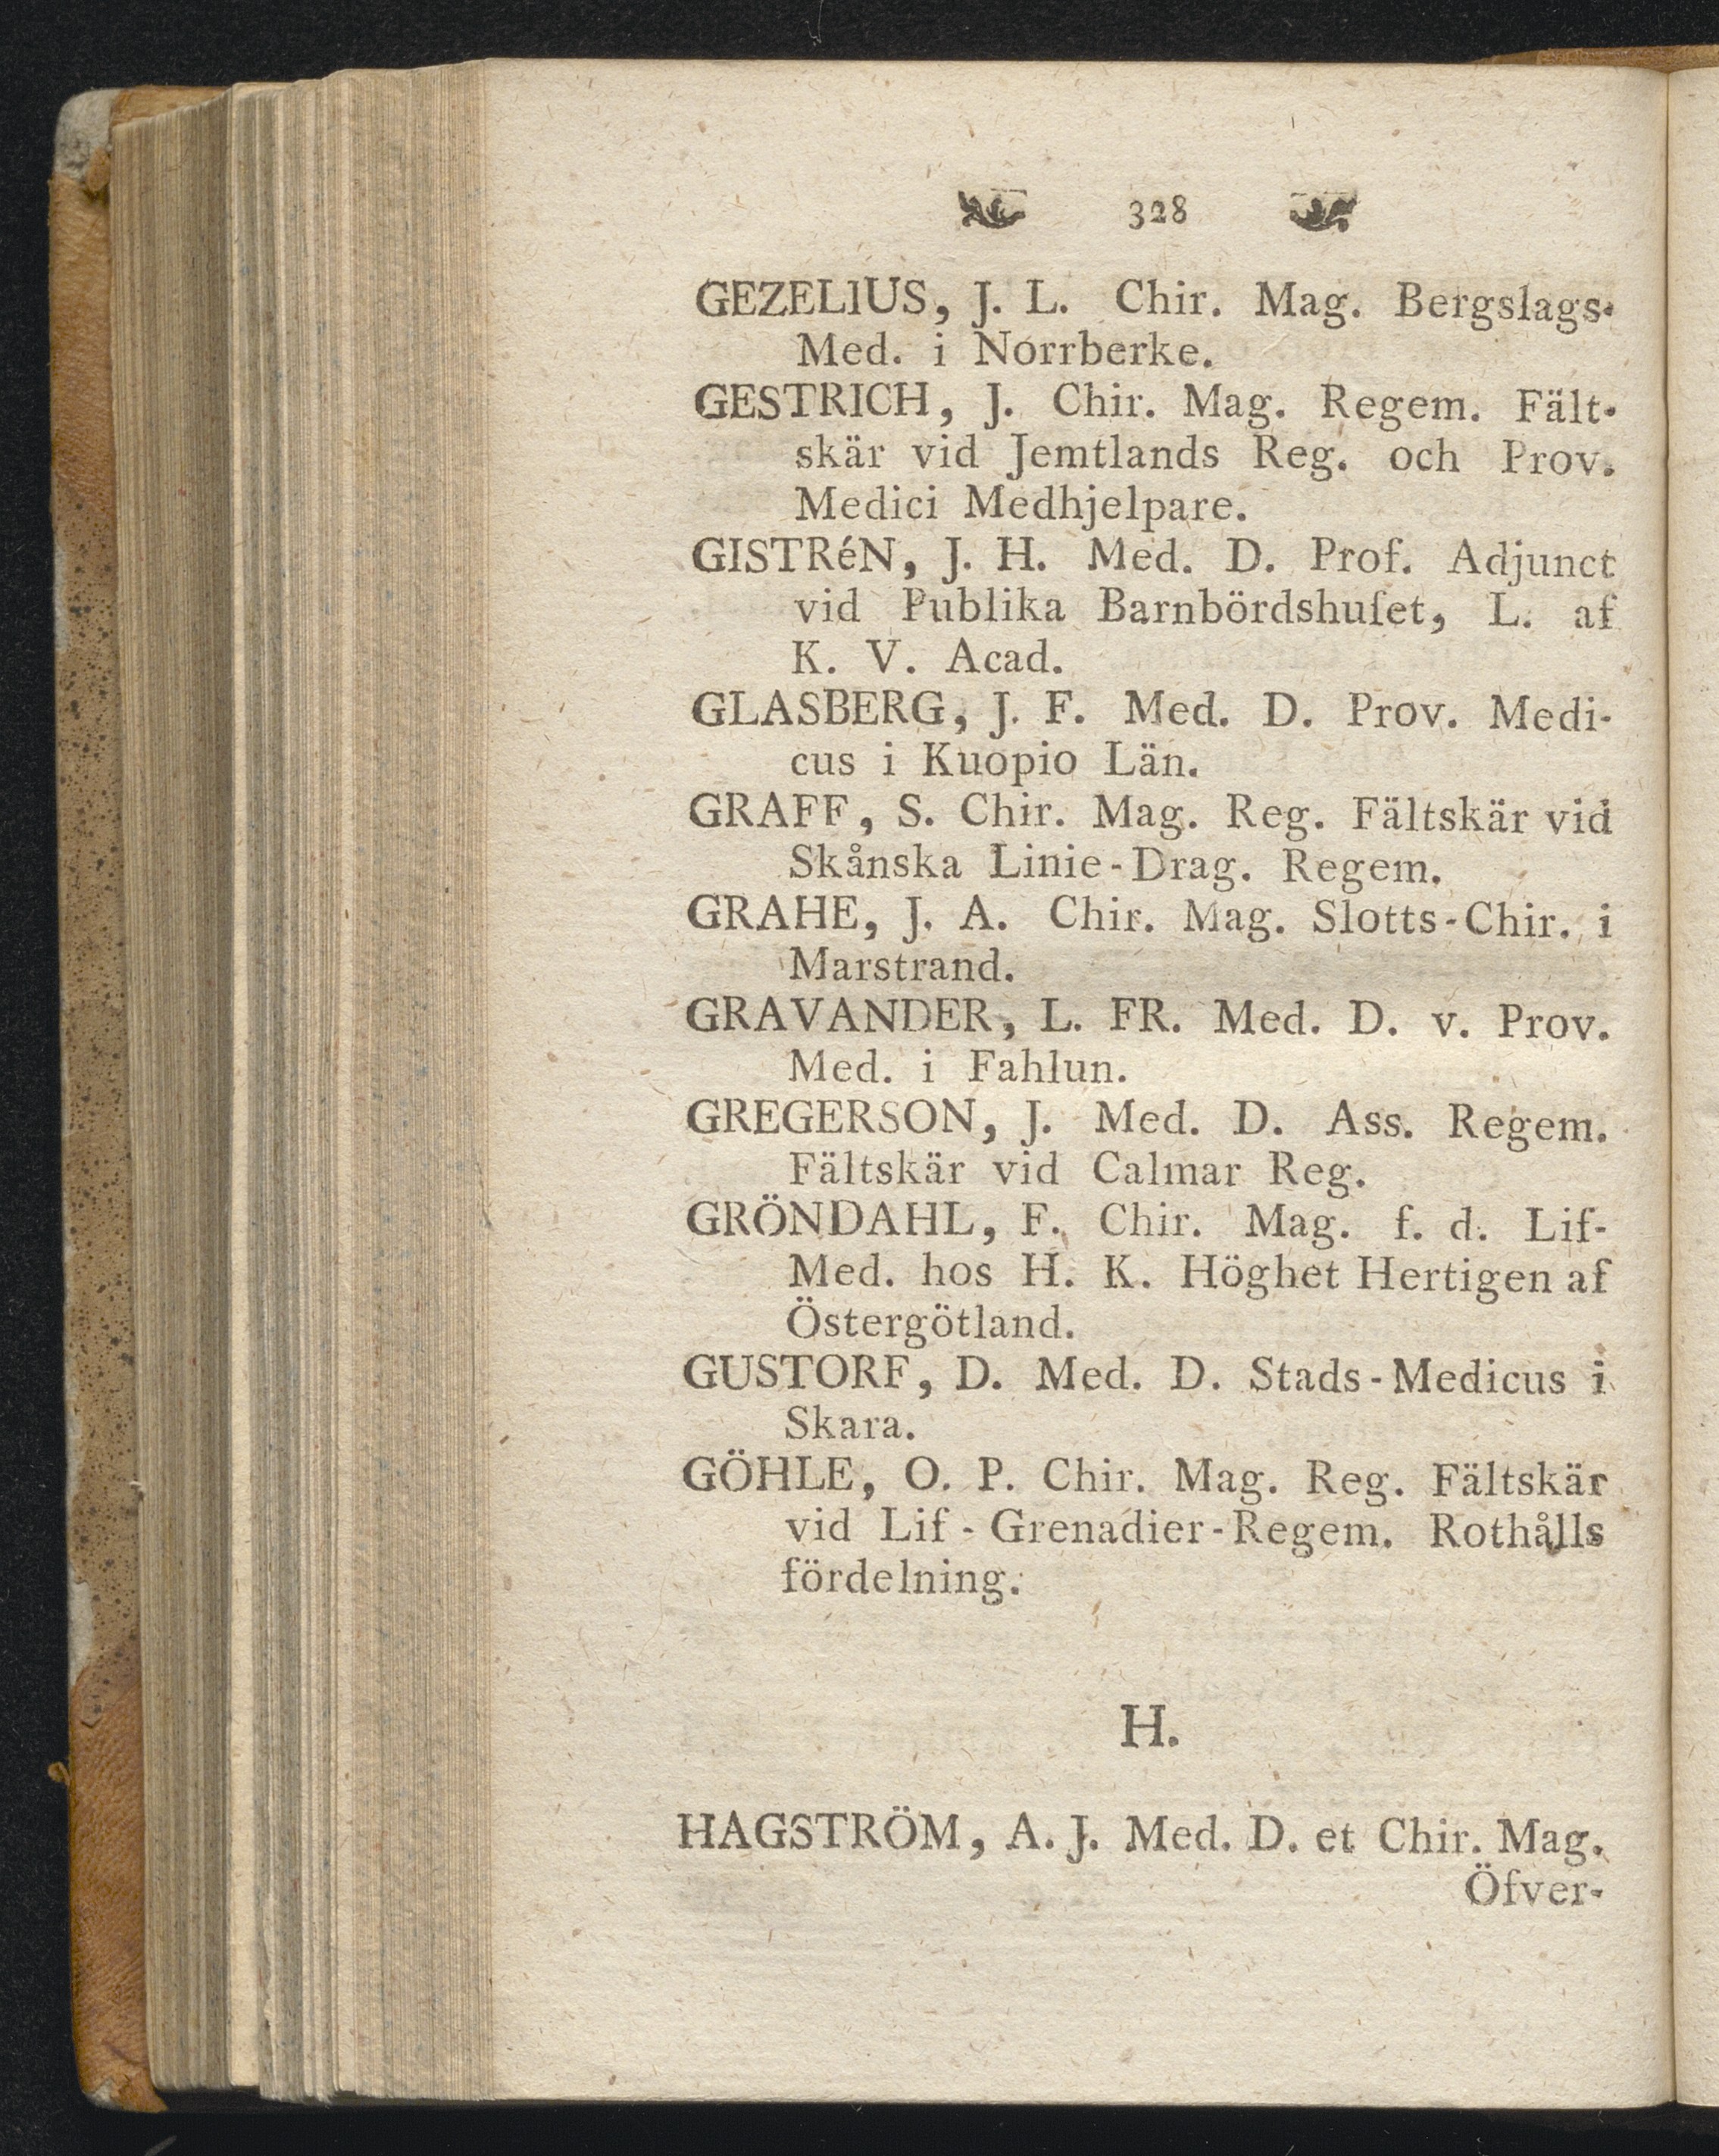 328
GEZELIUS, J. L. Chir. Mag. Bergslags-
Med. i Norrberke.
GESTRICH, J. Chir. Mag. Regem. Fält-
skär vid Jemtlands Reg. och Prov.
Medici Medhjelpare.
GISTRéN, J. H. Med. D. Prof. Adjunct
vid Publika Barnbördshuſet, L. af
K. V. Acad.
GLASBERG, J. F. Med. D. Prov. Medi-
cus i Kuopio Län.
GRAFF, S. Chir. Mag. Reg. Fältskär vid
Skånska Linie-Drag. Regem.
GRAHE, J. A. Chir. Mag. Slotts-Chir. i
Marstrand.
GRAVANDER, L. FR. Med. D. v. Prov.
Med. i Fahlun.
GREGERSON, J. Med. D. Ass. Regem.
Fältskär vid Calmar Reg.
GRÖNDAHL, F. Chir. Mag. f. d. Lif-
Med. hos H. K. Höghet Hertigen af
Östergötland.
GUSTORF, D. Med. D. Stads-Medicus i
Skara.
GÖHLE, O. P. Chir. Mag. Reg. Fältskär
vid Lif-Grenadier-Regem. Rothålls
fördelning.
H.
HAGSTRÖM, A. J. Med. D. et Chir. Mag.
Öfver-